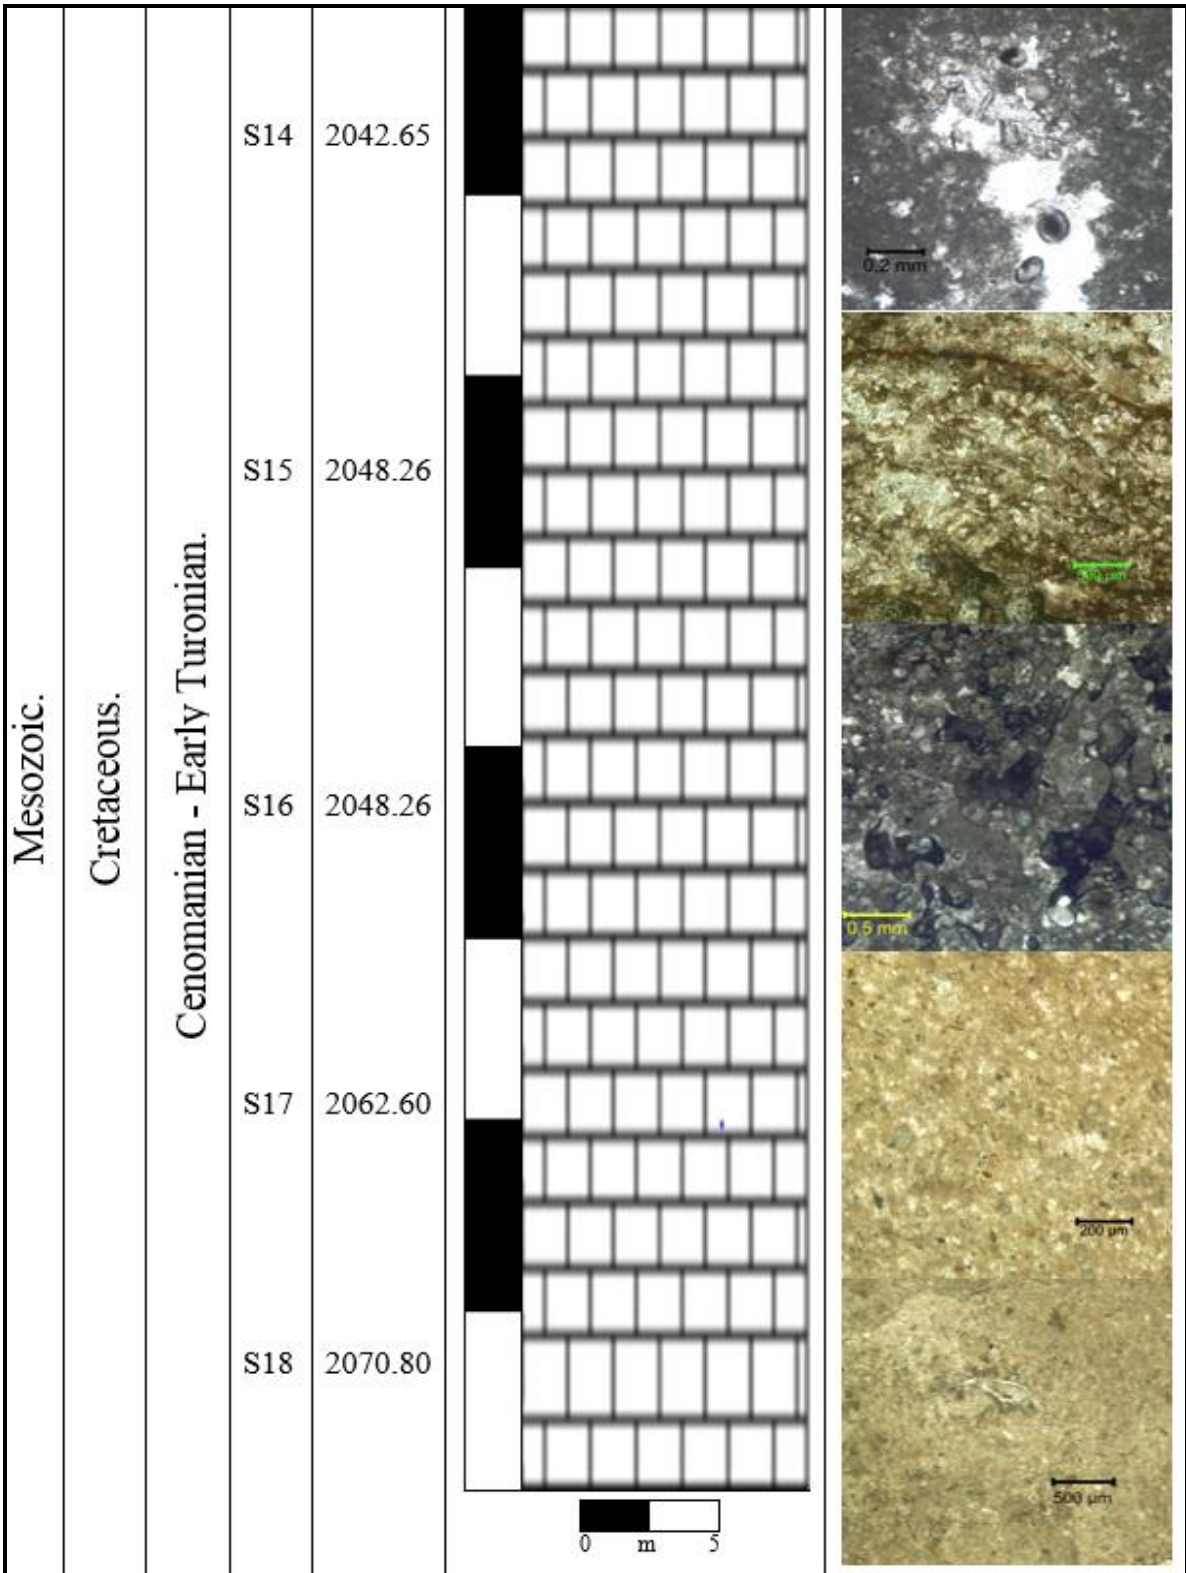 Mesozoic.
Cretaceous.
Cenomanian - Early Turonian.
S14 2042.65
0.2 mm
S15 2048.26
S16 2048.26
0.5 mm
S17 2062.60
200 µm
S18 2070.80
500 µm
0 m 5